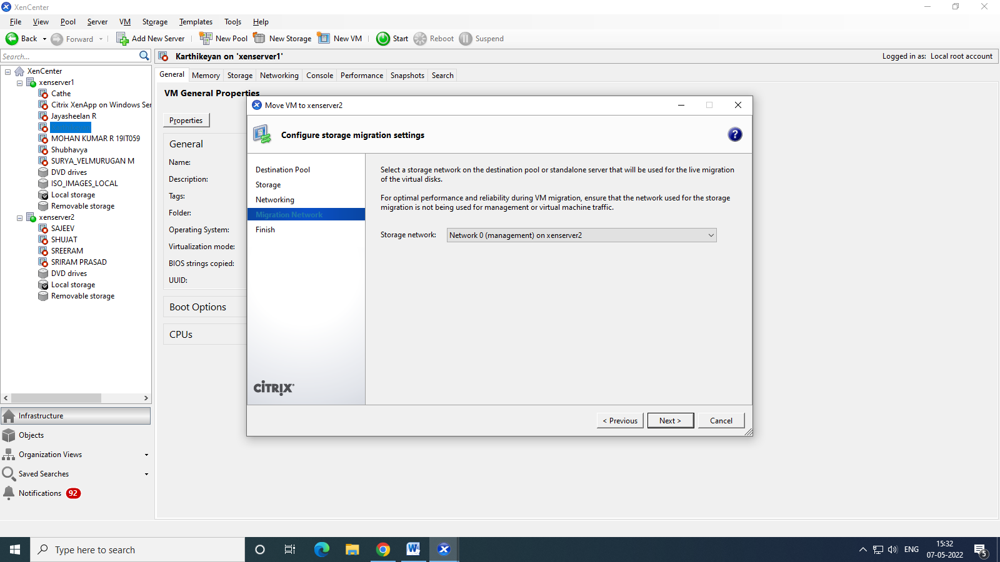 XenCenter
File View Pool Server VM Storage Templates Tools Help
Back Forward Add New Server New Pool New Storage New VM Start Reboot Suspend
Search...
Karthikeyan on 'xenserver1'
Logged in as: Local root account
XenCenter
xenserver1
Cathe
Citrix XenApp on Windows Ser
Jayasheelan R
Karthikeyan
MOHAN KUMAR R 19IT059
Shubhavya
SURYA_VELMURUGAN M
DVD drives
ISO_IMAGES_LOCAL
Local storage
Removable storage
xenserver2
SAJEEV
SHUJAT
SREERAM
SRIRAM PRASAD
DVD drives
Local storage
Removable storage
Infrastructure
Objects
Organization Views
Saved Searches
Notifications 92
General Memory Storage Networking Console Performance Snapshots Search
VM General Properties
Properties
General
Name:
Description:
Tags:
Folder:
Operating System:
Virtualization mode:
BIOS strings copied:
UUID:
Boot Options
CPUs
Move VM to xenserver2
Configure storage migration settings
?
Destination Pool
Storage
Networking
Migration Network
Finish
CITRIX
Select a storage network on the destination pool or standalone server that will be used for the live migration
of the virtual disks.
For optimal performance and reliability during VM migration, ensure that the network used for the storage
migration is not being used for management or virtual machine traffic.
Storage network: Network 0 (management) on xenserver2
< Previous Next > Cancel
Type here to search
ENG
15:32
07-05-2022
5